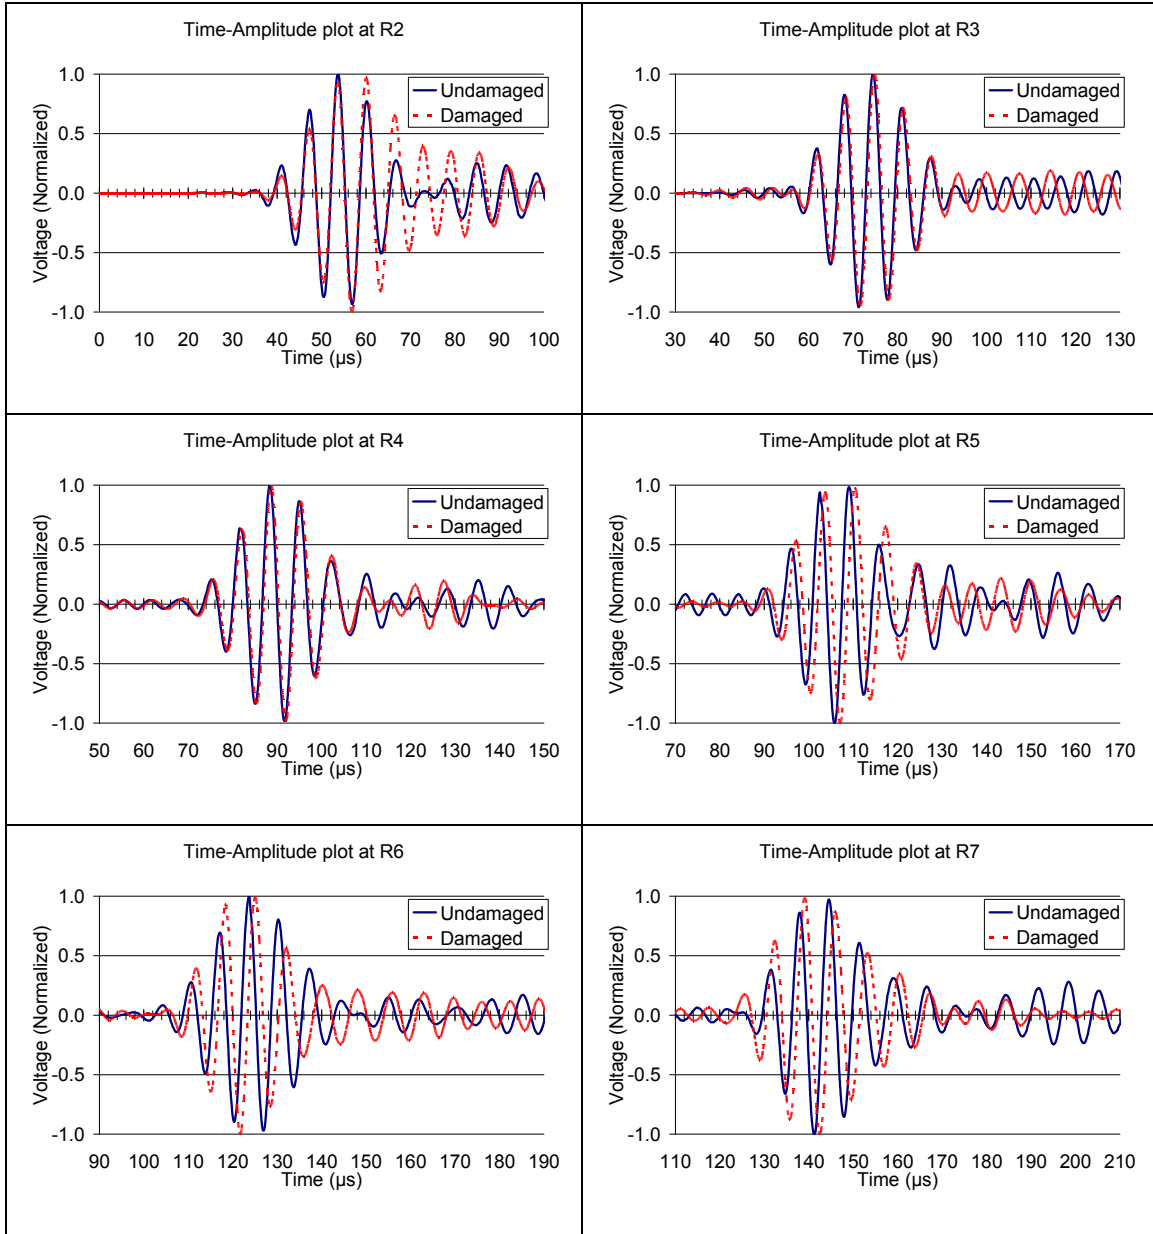 Time-Amplitude plot at R2
1.0
0.5
0.0
-0.5
-1.0
Voltage (Normalized)
Undamaged
Damaged
0 10 20 30 40 50 60 70 80 90 100
Time (µs)
Time-Amplitude plot at R3
1.0
0.5
0.0
-0.5
-1.0
Voltage (Normalized)
Undamaged
Damaged
30 40 50 60 70 80 90 100 110 120 130
Time (µs)
Time-Amplitude plot at R4
1.0
0.5
0.0
-0.5
-1.0
Voltage (Normalized)
Undamaged
Damaged
50 60 70 80 90 100 110 120 130 140 150
Time (µs)
Time-Amplitude plot at R5
1.0
0.5
0.0
-0.5
-1.0
Voltage (Normalized)
Undamaged
Damaged
70 80 90 100 110 120 130 140 150 160 170
Time (µs)
Time-Amplitude plot at R6
1.0
0.5
0.0
-0.5
-1.0
Voltage (Normalized)
Undamaged
Damaged
90 100 110 120 130 140 150 160 170 180 190
Time (µs)
Time-Amplitude plot at R7
1.0
0.5
0.0
-0.5
-1.0
Voltage (Normalized)
Undamaged
Damaged
110 120 130 140 150 160 170 180 190 200 210
Time (µs)